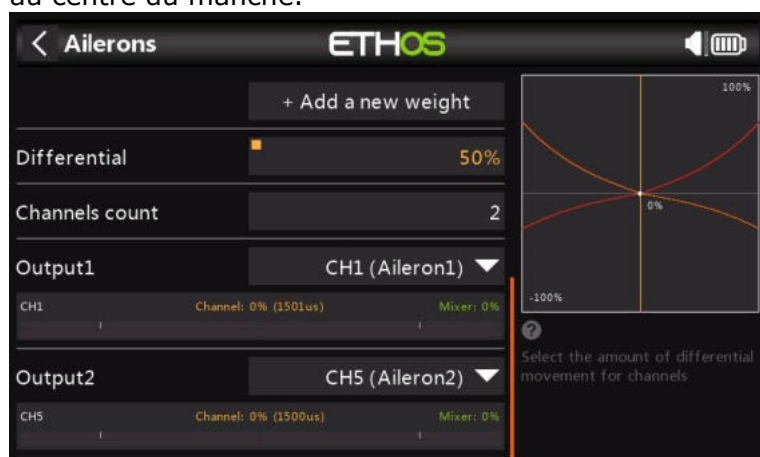 au centre du manche.
< Ailerons
ETHOS
+ Add a new weight
Differential
50%
Channels count
2
Output1
CH1 (Aileron1)
CH1 Channel: 0% (1501us) Mixer: 0%
Output2
CH5 (Aileron2)
CH5 Channel: 0% (1500us) Mixer: 0%
100%
0%
-100%
?
Select the amount of differential
movement for channels